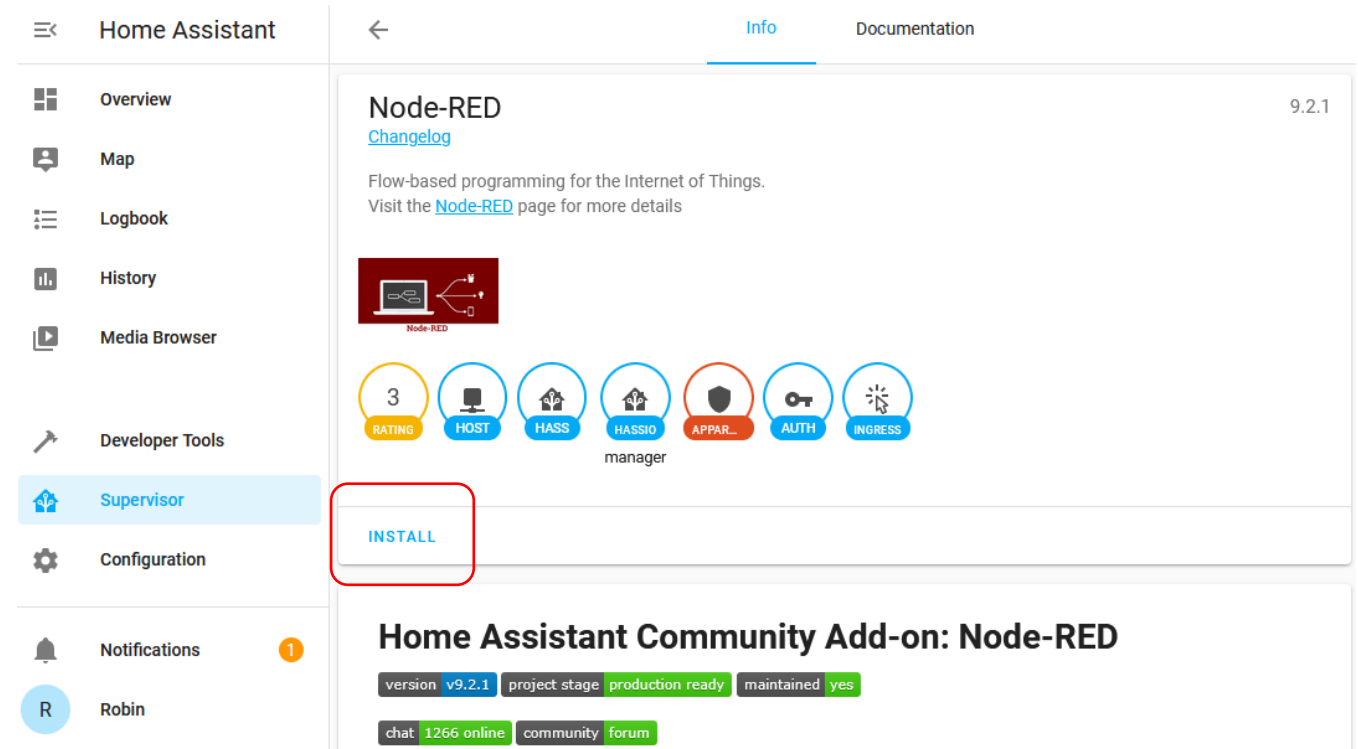 Home Assistant
Info
Documentation
Overview
Map
Logbook
History
Media Browser
Developer Tools
Supervisor
Configuration
Notifications
1
R
Robin
Node-RED
9.2.1
Changelog
Flow-based programming for the Internet of Things.
Visit the Node-RED page for more details
Node-RED
3
RATING
HOST
HASS
HASSIO
manager
APPAR...
AUTH
INGRESS
INSTALL
Home Assistant Community Add-on: Node-RED
version v9.2.1 project stage production ready maintained yes
chat 1266 online community forum